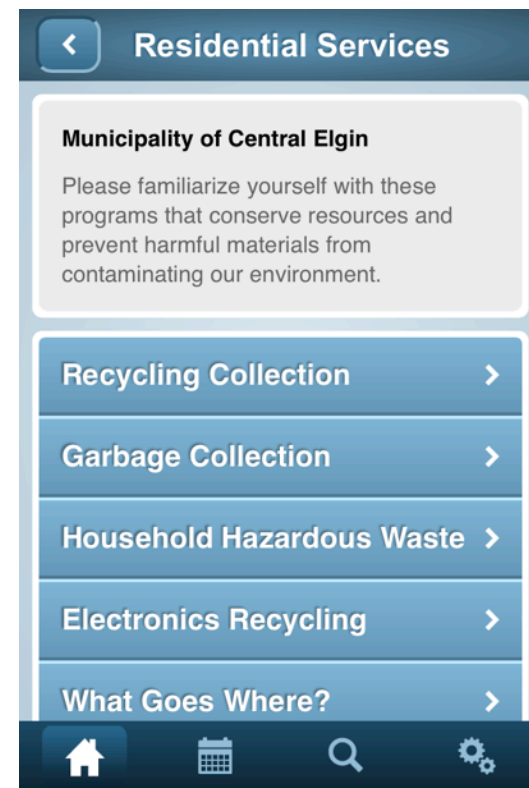 Residential Services
Municipality of Central Elgin
Please familiarize yourself with these
programs that conserve resources and
prevent harmful materials from
contaminating our environment.
Recycling Collection
Garbage Collection
Household Hazardous Waste
Electronics Recycling
What Goes Where?